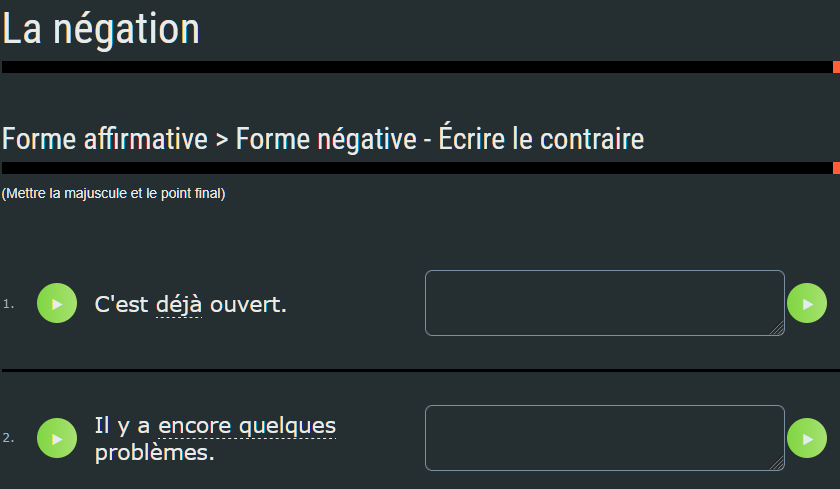 La négation
Forme affirmative > Forme négative - Écrire le contraire
(Mettre la majuscule et le point final)
1. C'est déjà ouvert.
2. Il y a encore quelques
problèmes.